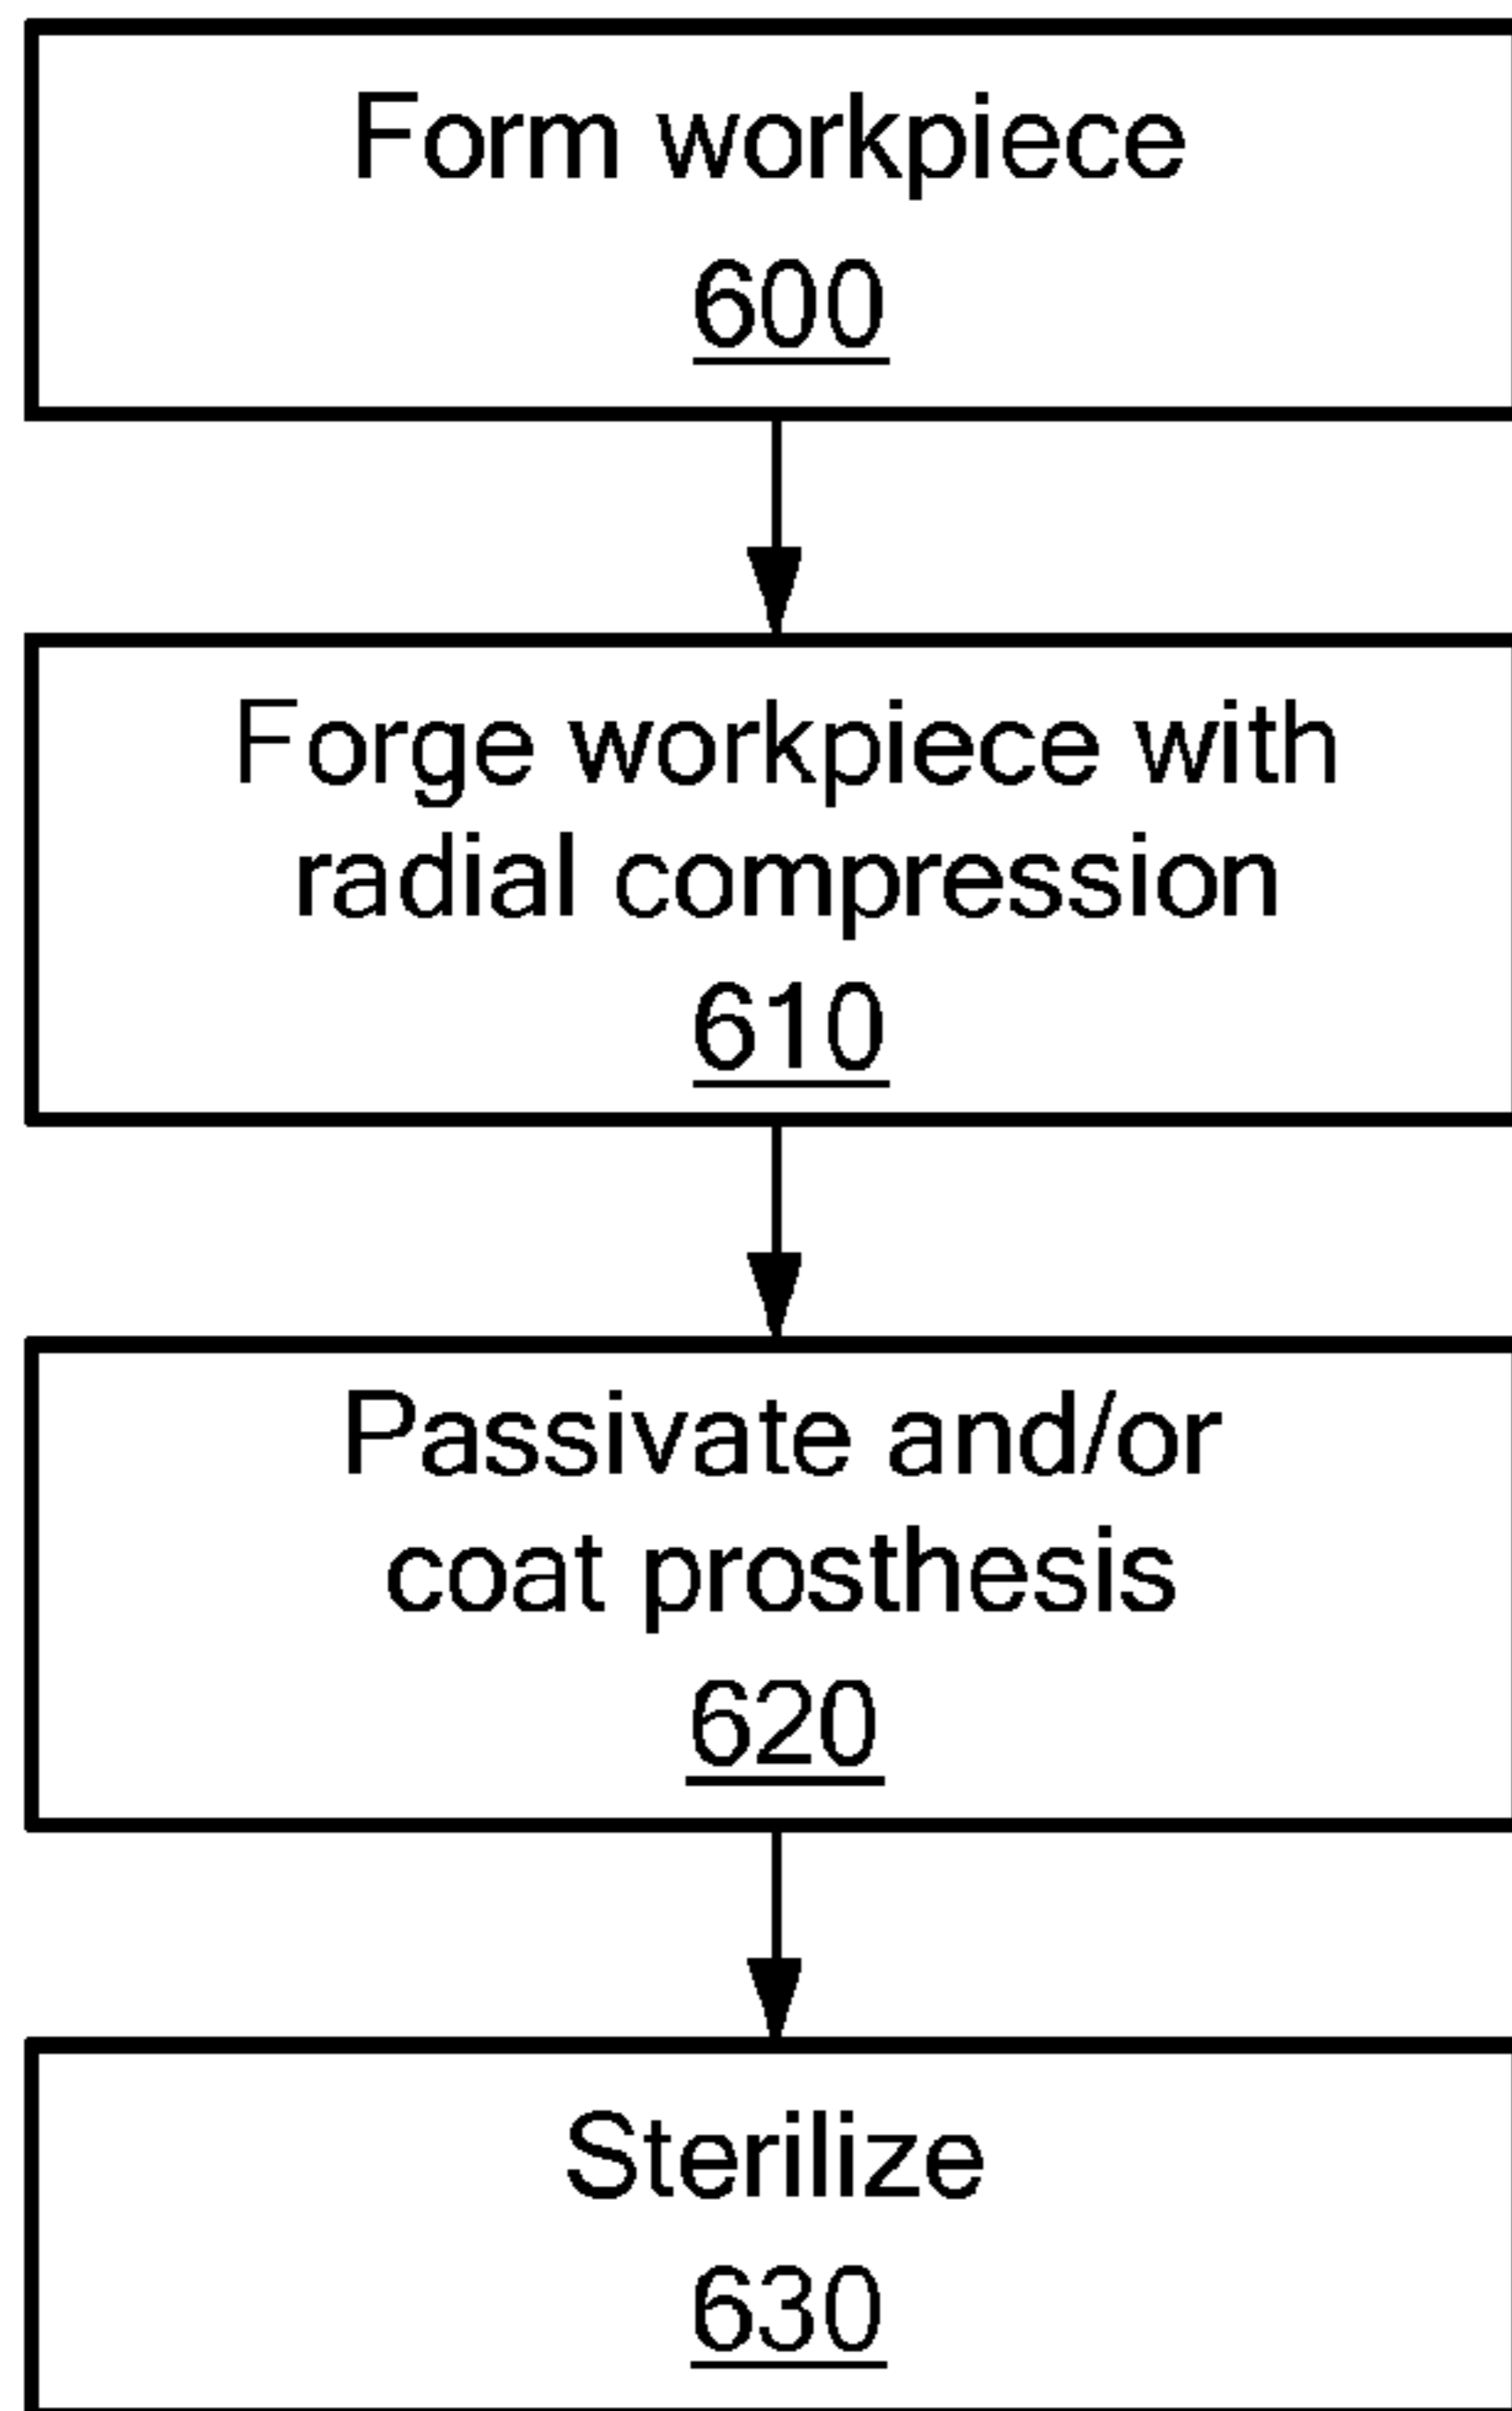 Form workpiece
600
Forge workpiece with
radial compression
610
Passivate and/or
coat prosthesis
620
Sterilize
630